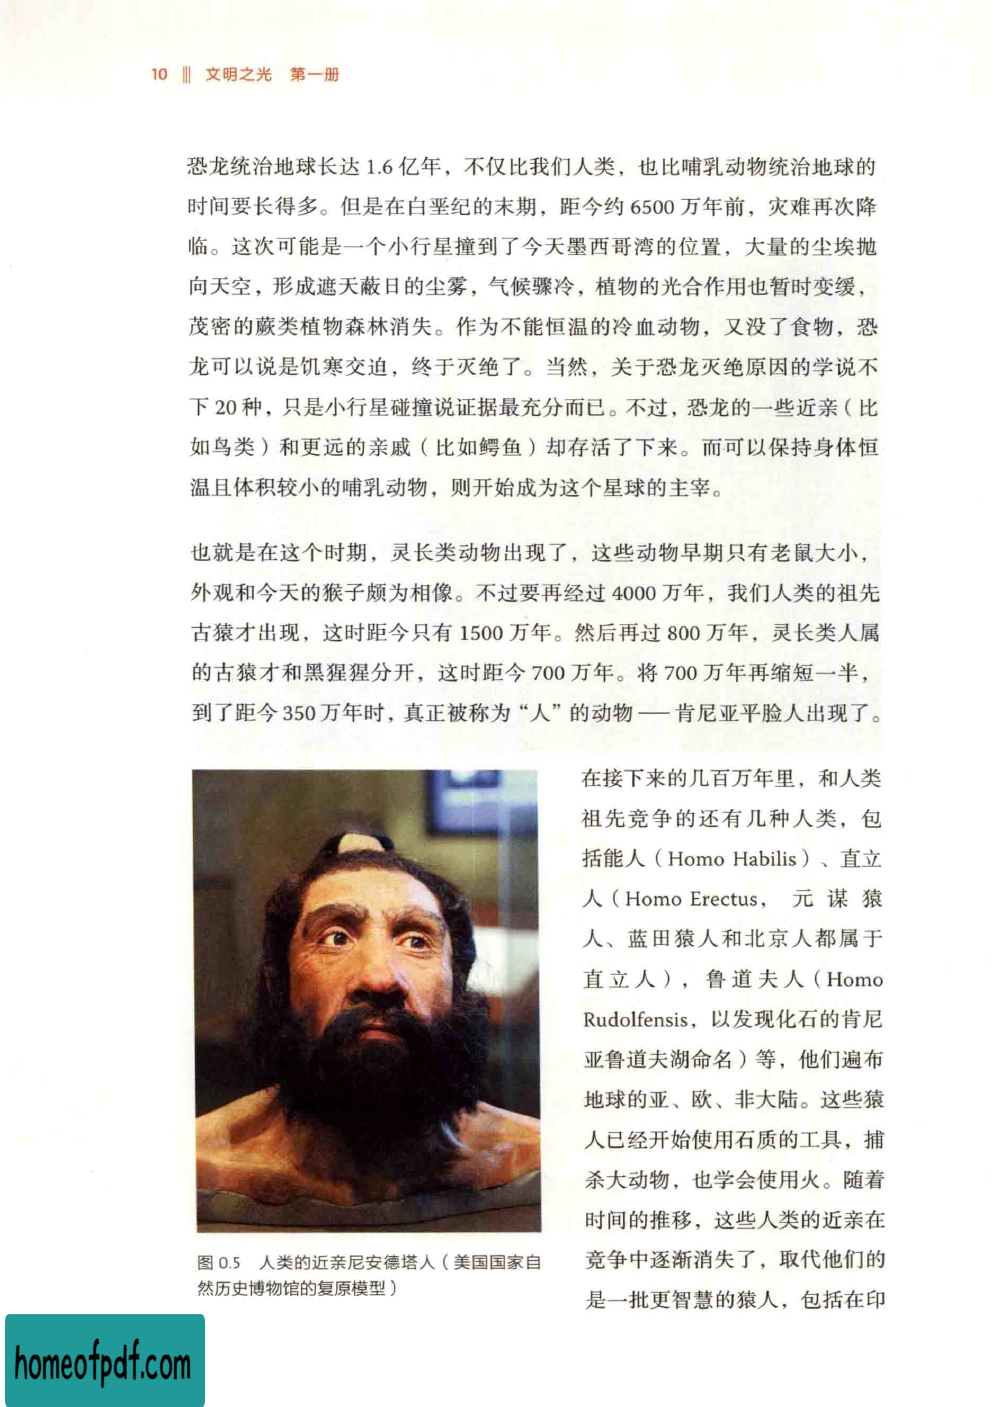 10 文明之光 第一册
恐龙统治地球长达 1.6 亿年，不仅比我们人类，也比哺乳动物统治地球的
时间要长得多。但是在白垩纪的末期，距今约 6500 万年前，灾难再次降
临。这次可能是一个小行星撞到了今天墨西哥湾的位置，大量的尘埃抛
向天空，形成遮天蔽日的尘雾，气候骤冷，植物的光合作用也暂时变缓，
茂密的蕨类植物森林消失。作为不能恒温的冷血动物，又没了食物，恐
龙可以说是饥寒交迫，终于灭绝了。当然，关于恐龙灭绝原因的学说不
下 20 种，只是小行星碰撞说证据最充分而已。不过，恐龙的一些近亲（比
如鸟类）和更远的亲戚（比如鳄鱼）却存活了下来。而可以保持身体恒
温且体积较小的哺乳动物，则开始成为这个星球的主宰。
也就是在这个时期，灵长类动物出现了，这些动物早期只有老鼠大小，
外观和今天的猴子颇为相像。不过要再经过 4000 万年，我们人类的祖先
古猿才出现，这时距今只有 1500 万年。然后再过 800 万年，灵长类人属
的古猿才和黑猩猩分开，这时距今 700 万年。将 700 万年再缩短一半，
到了距今 350 万年时，真正被称为“人”的动物 —— 肯尼亚平脸人出现了。
在接下来的几百万年里，和人类
祖先竞争的还有几种人类，包
括能人（Homo Habilis）、直立
人（Homo Erectus，元谋猿
人、蓝田猿人和北京人都属于
直立人），鲁道夫人（Homo
Rudolfensis，以发现化石的肯尼
亚鲁道夫湖命名）等，他们遍布
地球的亚、欧、非大陆。这些猿
人已经开始使用石质的工具，捕
杀大动物，也学会使用火。随着
时间的推移，这些人类的近亲在
竞争中逐渐消失了，取代他们的
是一批更智慧的猿人，包括在印
图 0.5 人类的近亲尼安德塔人（美国国家自
然历史博物馆的复原模型）
homeofpdf.com